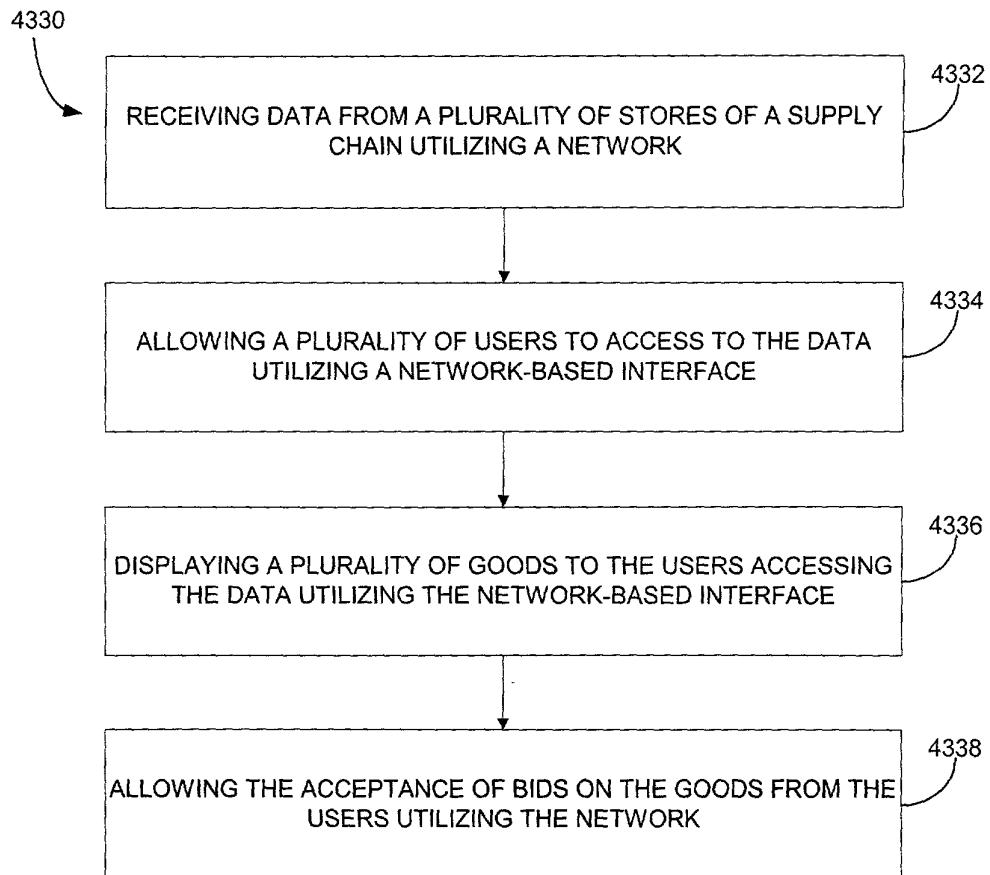 4330
4332
RECEIVING DATA FROM A PLURALITY OF STORES OF A SUPPLY
CHAIN UTILIZING A NETWORK
4334
ALLOWING A PLURALITY OF USERS TO ACCESS TO THE DATA
UTILIZING A NETWORK-BASED INTERFACE
4336
DISPLAYING A PLURALITY OF GOODS TO THE USERS ACCESSING
THE DATA UTILIZING THE NETWORK-BASED INTERFACE
4338
ALLOWING THE ACCEPTANCE OF BIDS ON THE GOODS FROM THE
USERS UTILIZING THE NETWORK